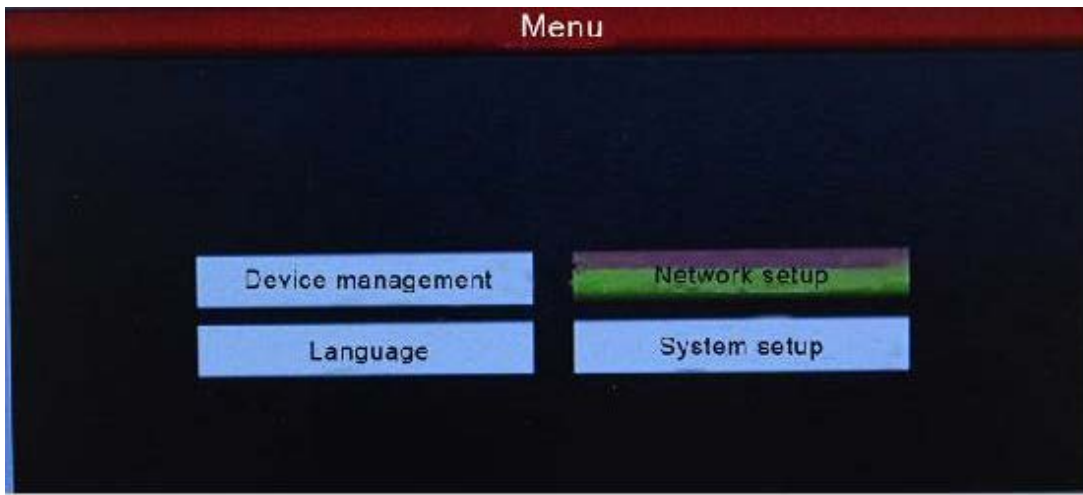 Menu
Device management
Network setup
Language
System setup